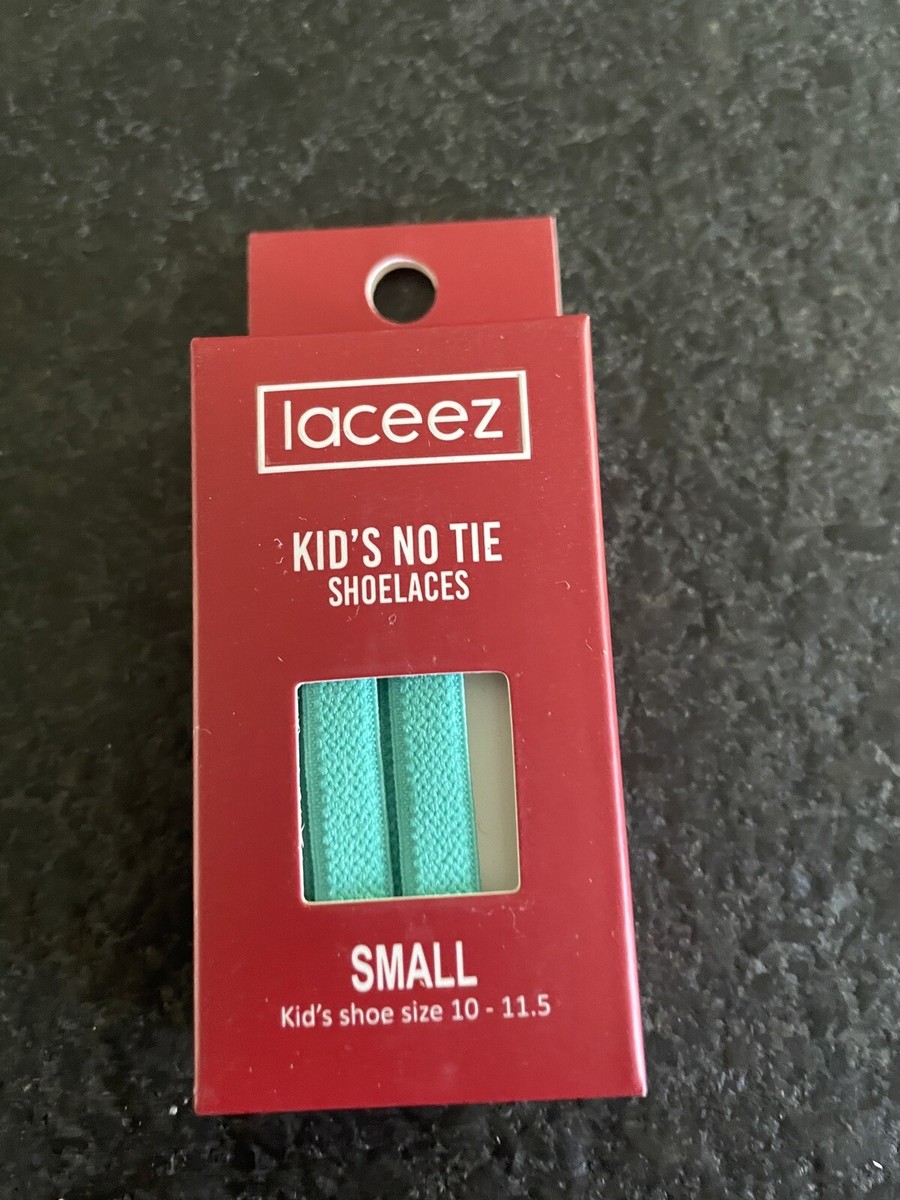 laceez
KID'S NO TIE
SHOELACES
SMALL
Kid's shoe size 10 - 11.5